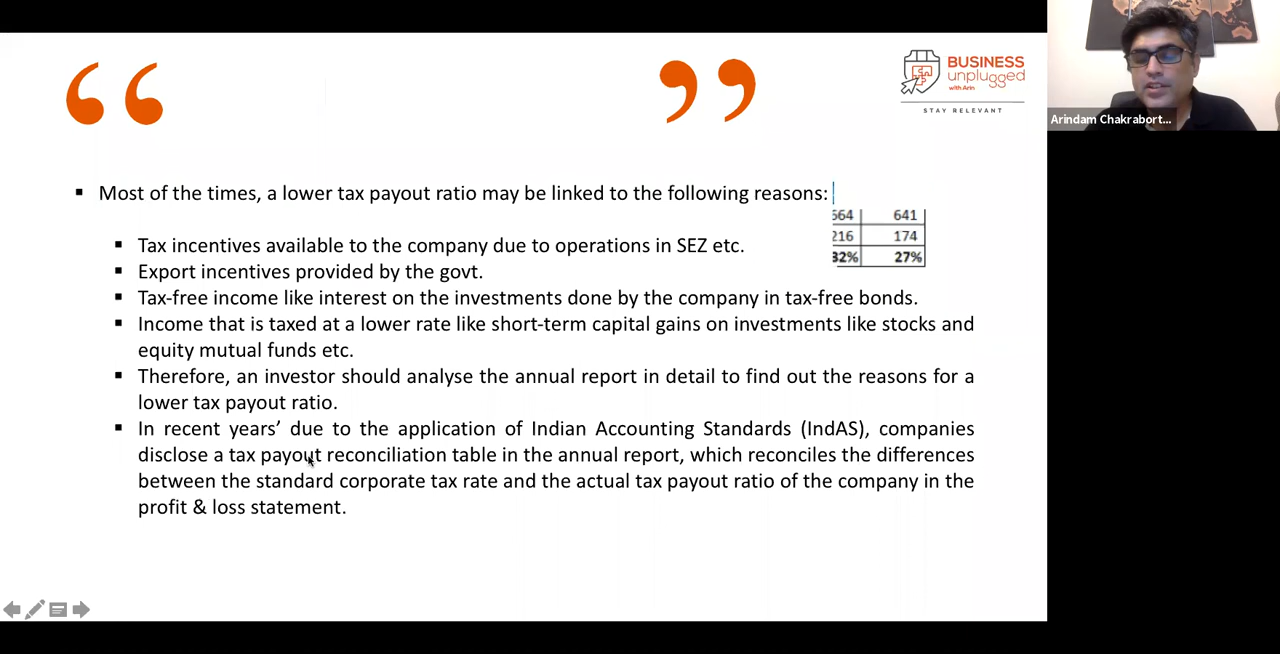 BUSINESS
unplugged
with Arin
STAY RELEVANT
Arindam Chakrabort...
Most of the times, a lower tax payout ratio may be linked to the following reasons:
564 641
216 174
32% 27%
Tax incentives available to the company due to operations in SEZ etc.
Export incentives provided by the govt.
Tax-free income like interest on the investments done by the company in tax-free bonds.
Income that is taxed at a lower rate like short-term capital gains on investments like stocks and
equity mutual funds etc.
Therefore, an investor should analyse the annual report in detail to find out the reasons for a
lower tax payout ratio.
In recent years’ due to the application of Indian Accounting Standards (IndAS), companies
disclose a tax payout reconciliation table in the annual report, which reconciles the differences
between the standard corporate tax rate and the actual tax payout ratio of the company in the
profit & loss statement.